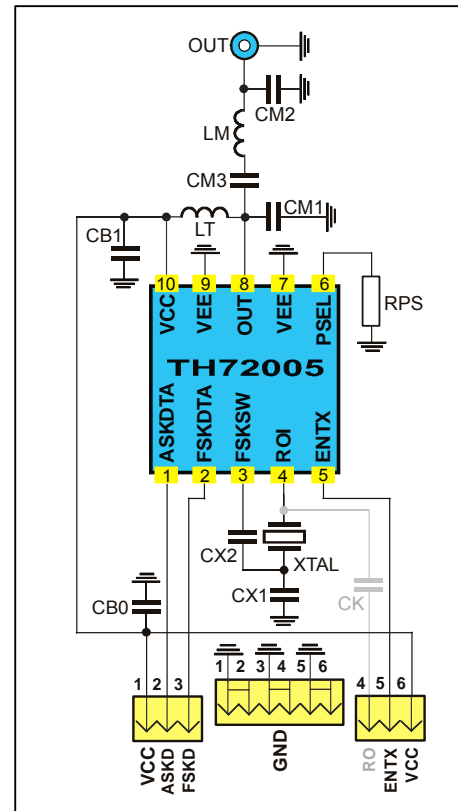 OUT
CM2
LM
CM3
CM1
CB1
LT
10 9 8 7 6
VCC VEE OUT VEE PSEL
RPS
TH72005
ASKDTA FSKDTA FSKSW ROI ENTX
1 2 3 4 5
CX2
XTAL
CB0
CX1
CK
1 2 3
1 2 3 4 5 6
4 5 6
VCC ASKD FSKD
GND
RO ENTX VCC